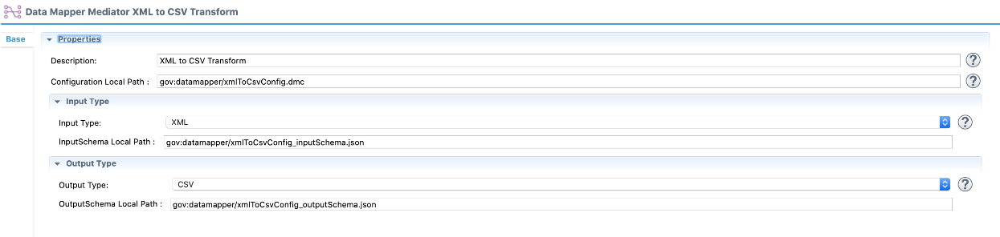 Data Mapper Mediator XML to CSV Transform
Base
Properties
Description: XML to CSV Transform ?
Configuration Local Path : gov:datamapper/xmlToCsvConfig.dmc ?
Input Type
Input Type: XML ?
InputSchema Local Path : gov:datamapper/xmlToCsvConfig_inputSchema.json
Output Type
Output Type: CSV ?
OutputSchema Local Path : gov:datamapper/xmlToCsvConfig_outputSchema.json